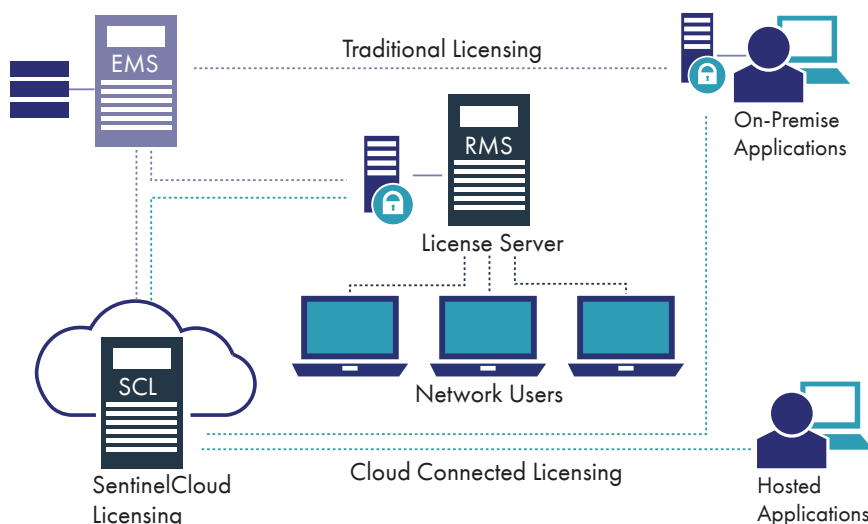 EMS
Traditional Licensing
On-Premise
Applications
RMS
License Server
SCL
Network Users
SentinelCloud
Licensing
Cloud Connected Licensing
Hosted
Applications